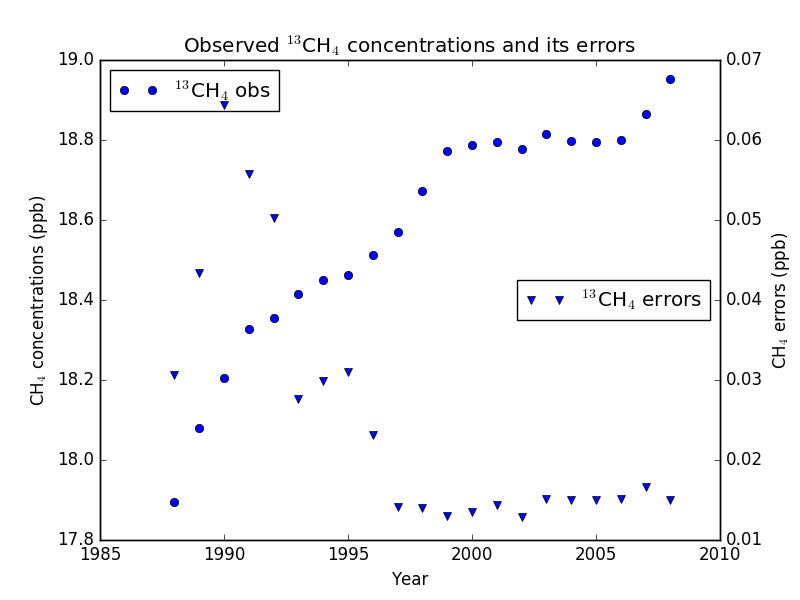 Observed ¹³CH₄ concentrations and its errors
19.0
18.8
18.6
18.4
18.2
18.0
17.8
CH₄ concentrations (ppb)
¹³CH₄ obs
¹³CH₄ errors
0.07
0.06
0.05
0.04
0.03
0.02
0.01
CH₄ errors (ppb)
1985 1990 1995 2000 2005 2010
Year